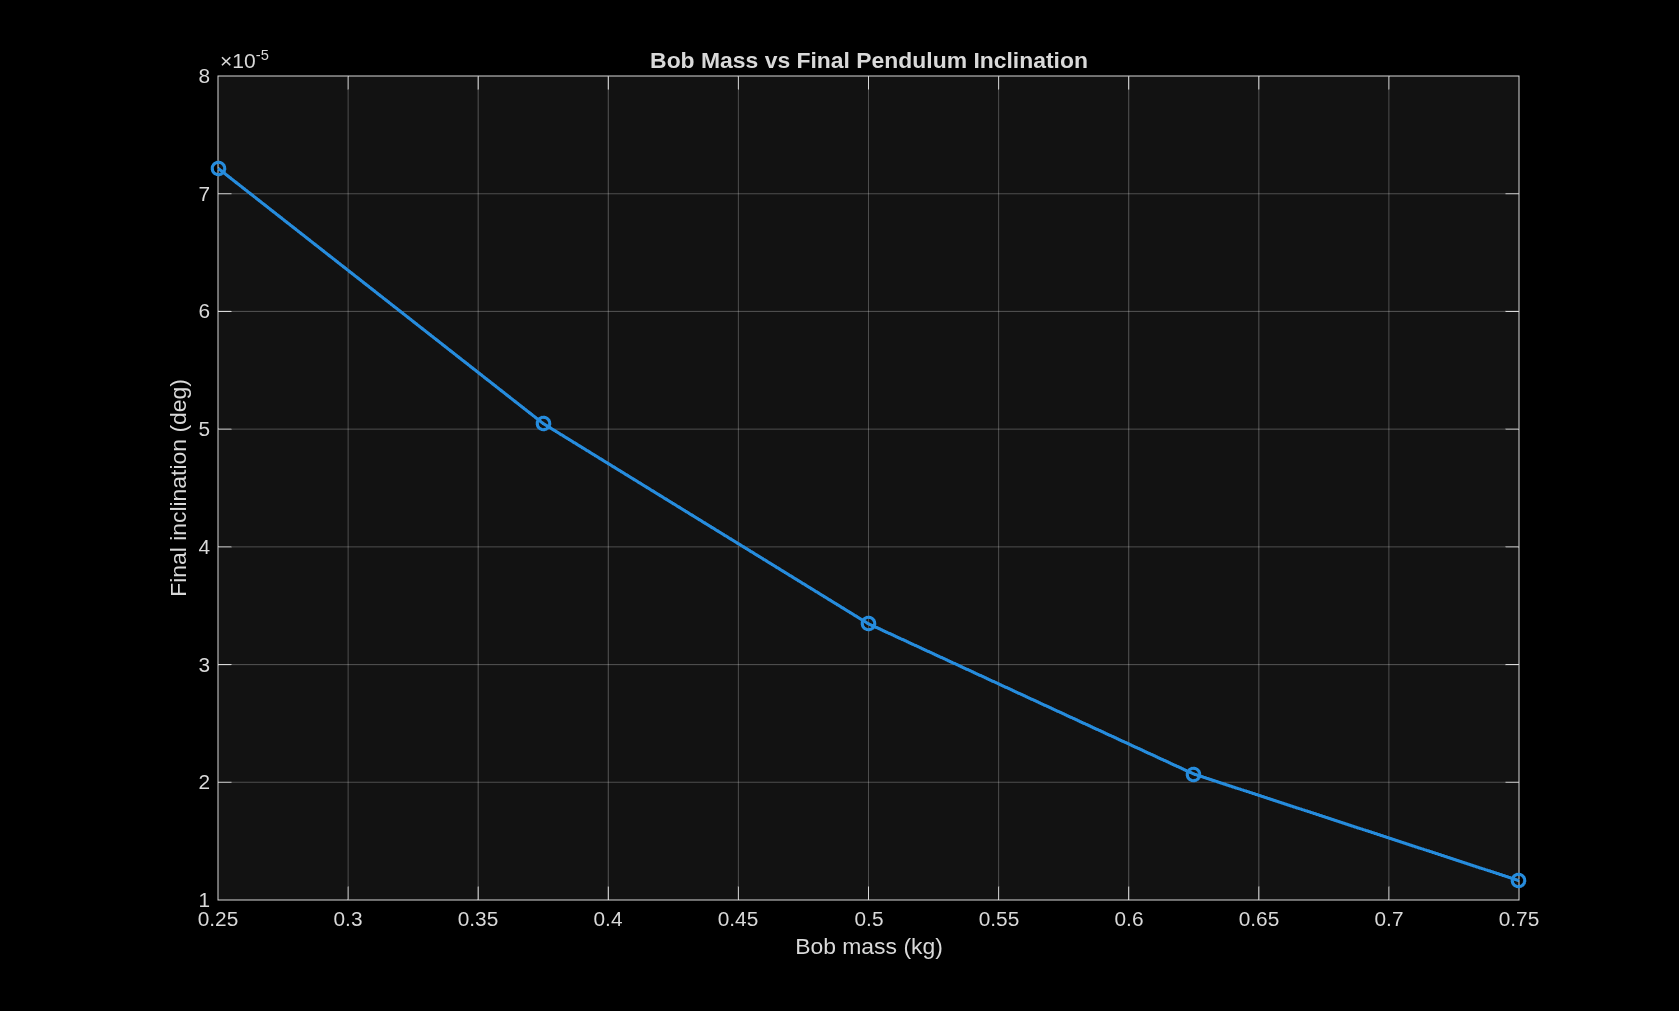 Bob Mass vs Final Pendulum Inclination
×10-5
8
7
6
5
4
3
2
1
Final inclination (deg)
0.25 0.3 0.35 0.4 0.45 0.5 0.55 0.6 0.65 0.7 0.75
Bob mass (kg)